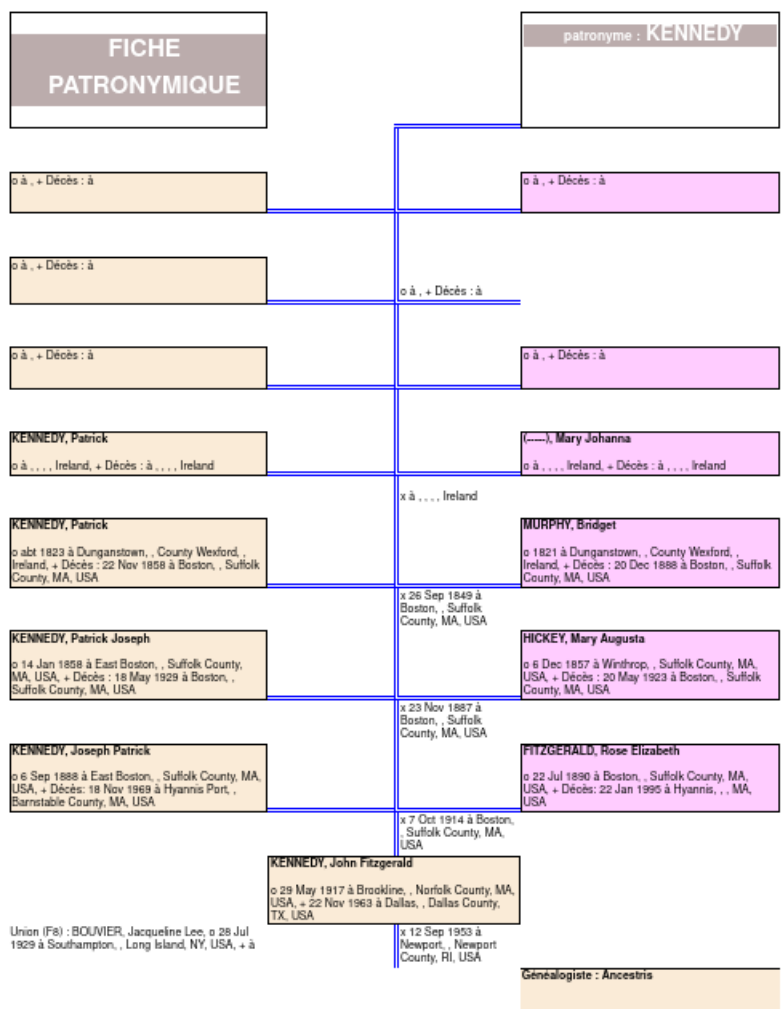 FICHE
PATRONYMIQUE
patronyme : KENNEDY
o à , + Décès : à
o à , + Décès : à
o à , + Décès : à
o à , + Décès : à
o à , + Décès : à
o à , + Décès : à
KENNEDY, Patrick
o à , , , , Ireland, + Décès : à , , , , Ireland
(-----), Mary Johanna
o à , , , , Ireland, + Décès : à , , , , Ireland
x à , , , , Ireland
KENNEDY, Patrick
o abt 1823 à Dunganstown, , County Wexford, ,
Ireland, + Décès : 22 Nov 1858 à Boston, , Suffolk
County, MA, USA
MURPHY, Bridget
o 1821 à Dunganstown, , County Wexford, ,
Ireland, + Décès : 20 Dec 1888 à Boston, , Suffolk
County, MA, USA
x 26 Sep 1849 à
Boston, , Suffolk
County, MA, USA
KENNEDY, Patrick Joseph
o 14 Jan 1858 à East Boston, , Suffolk County,
MA, USA, + Décès : 18 May 1929 à Boston, ,
Suffolk County, MA, USA
HICKEY, Mary Augusta
o 6 Dec 1857 à Winthrop, , Suffolk County, MA,
USA, + Décès : 20 May 1923 à Boston, , Suffolk
County, MA, USA
x 23 Nov 1887 à
Boston, , Suffolk
County, MA, USA
KENNEDY, Joseph Patrick
o 6 Sep 1888 à East Boston, , Suffolk County, MA,
USA, + Décès: 18 Nov 1969 à Hyannis Port, ,
Barnstable County, MA, USA
FITZGERALD, Rose Elizabeth
o 22 Jul 1890 à Boston, , Suffolk County, MA,
USA, + Décès: 22 Jan 1995 à Hyannis, , , MA,
USA
x 7 Oct 1914 à Boston,
, Suffolk County, MA,
USA
KENNEDY, John Fitzgerald
o 29 May 1917 à Brookline, , Norfolk County, MA,
USA, + 22 Nov 1963 à Dallas, , Dallas County,
TX, USA
Union (F8) : BOUVIER, Jacqueline Lee, o 28 Jul
1929 à Southampton, , Long Island, NY, USA, + à
x 12 Sep 1953 à
Newport, , Newport
County, RI, USA
Généalogiste : Ancestris